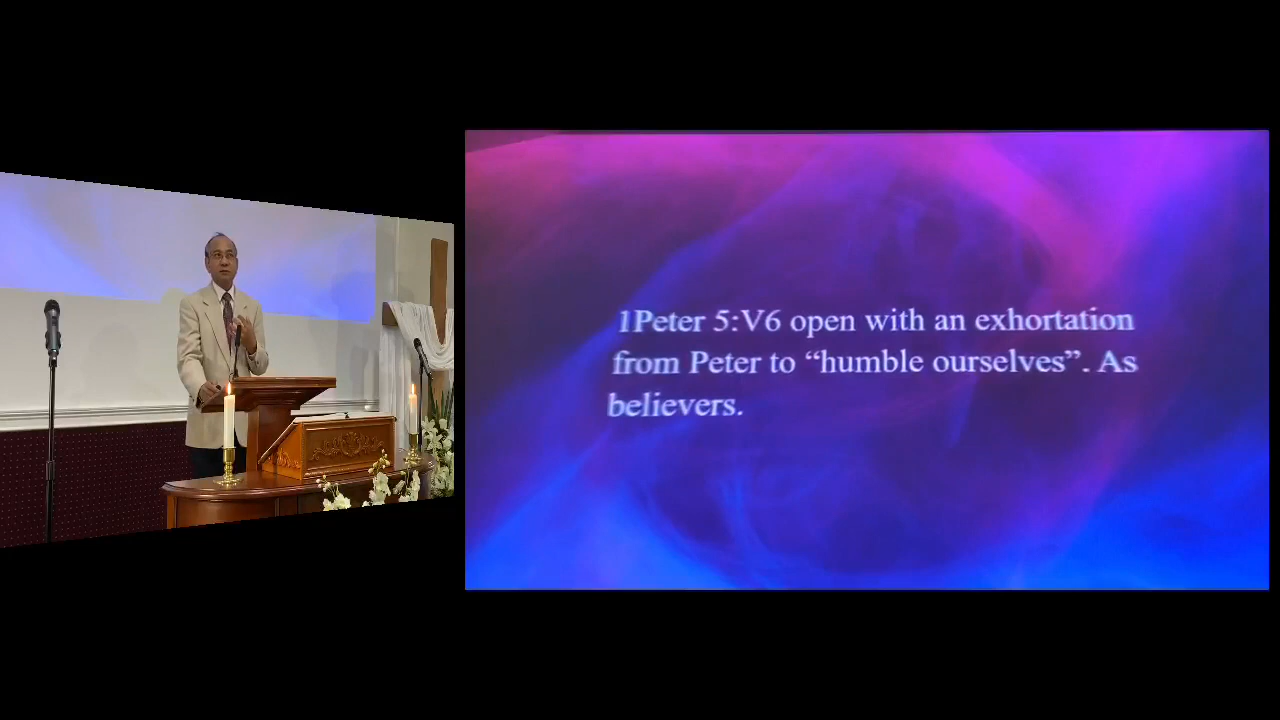 1Peter 5:V6 open with an exhortation
from Peter to “humble ourselves”. As
believers.